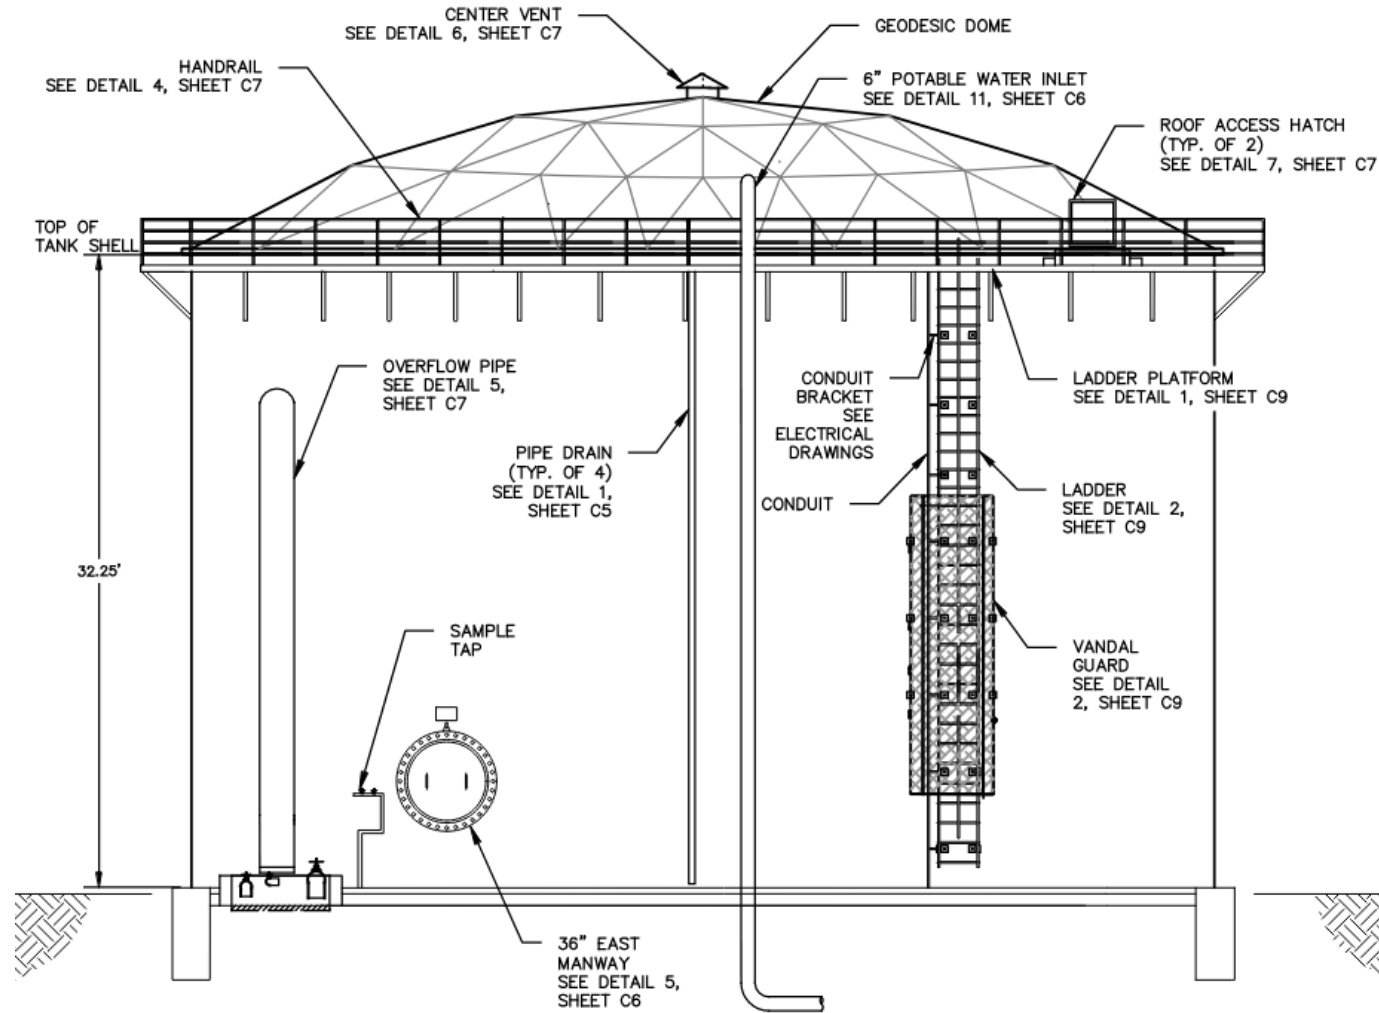 CENTER VENT
SEE DETAIL 6, SHEET C7
GEODESIC DOME
HANDRAIL
SEE DETAIL 4, SHEET C7
6" POTABLE WATER INLET
SEE DETAIL 11, SHEET C6
ROOF ACCESS HATCH
(TYP. OF 2)
SEE DETAIL 7, SHEET C7
TOP OF
TANK SHELL
OVERFLOW PIPE
SEE DETAIL 5,
SHEET C7
CONDUIT
BRACKET
SEE
ELECTRICAL
DRAWINGS
LADDER PLATFORM
SEE DETAIL 1, SHEET C9
PIPE DRAIN
(TYP. OF 4)
SEE DETAIL 1,
SHEET C5
CONDUIT
LADDER
SEE DETAIL 2,
SHEET C9
32.25'
SAMPLE
TAP
VANDAL
GUARD
SEE DETAIL
2, SHEET C9
36" EAST
MANWAY
SEE DETAIL 5,
SHEET C6